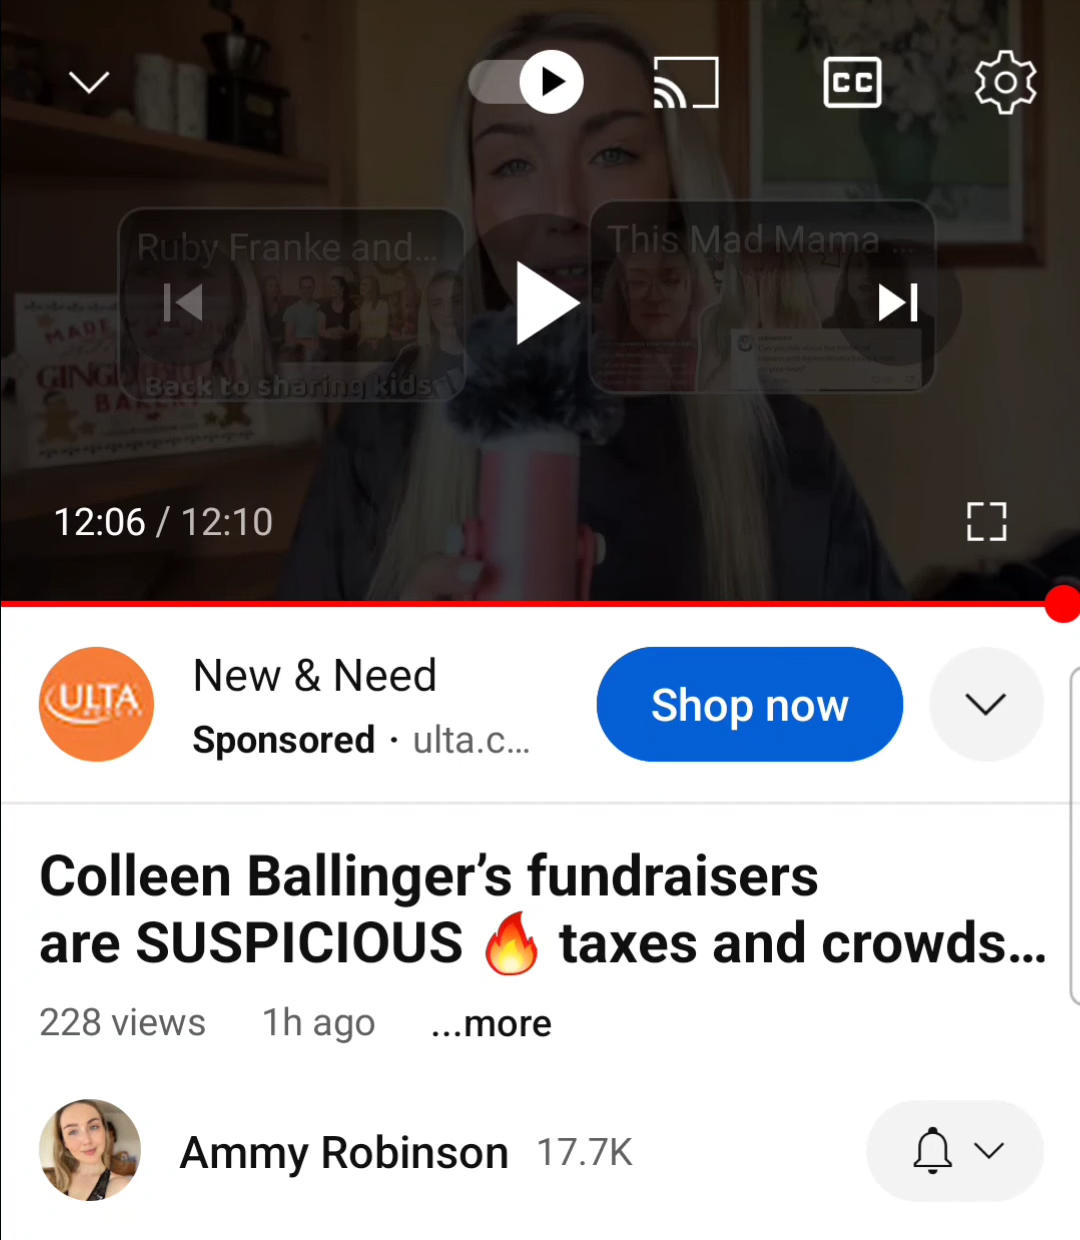 CC
Ruby Franke and...
This Mad Mama ...
MADE
Back to sharing kids
12:06 / 12:10
ULTA
New & Need
Sponsored · ulta.c...
Shop now
Colleen Ballinger’s fundraisers
are SUSPICIOUS 🔥 taxes and crowds...
228 views 1h ago ...more
Ammy Robinson 17.7K